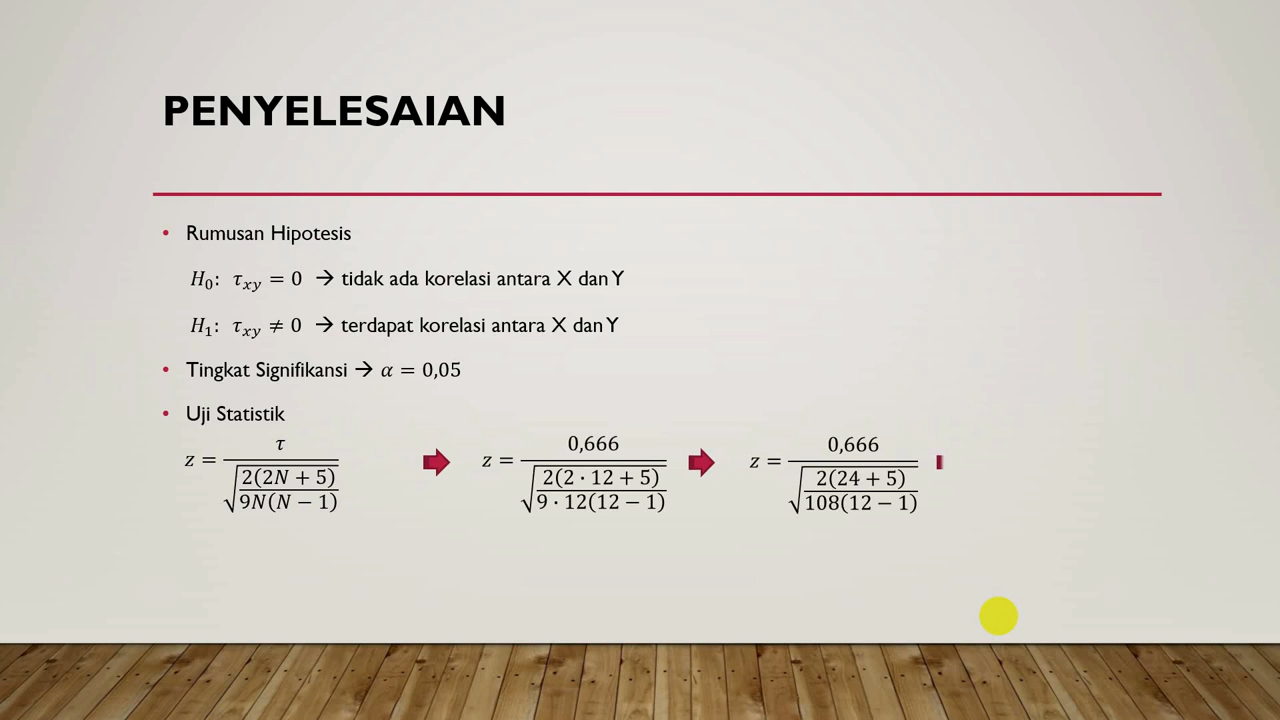 PENYELESAIAN
• Rumusan Hipotesis
H₀: τₓᵧ = 0 → tidak ada korelasi antara X dan Y
H₁: τₓᵧ ≠ 0 → terdapat korelasi antara X dan Y
• Tingkat Signifikansi → α = 0,05
• Uji Statistik
z = τ / √(2(2N + 5) / 9N(N − 1)) ➡ z = 0,666 / √(2(2 · 12 + 5) / 9 · 12(12 − 1)) ➡ z = 0,666 / √(2(24 + 5) / 108(12 − 1))